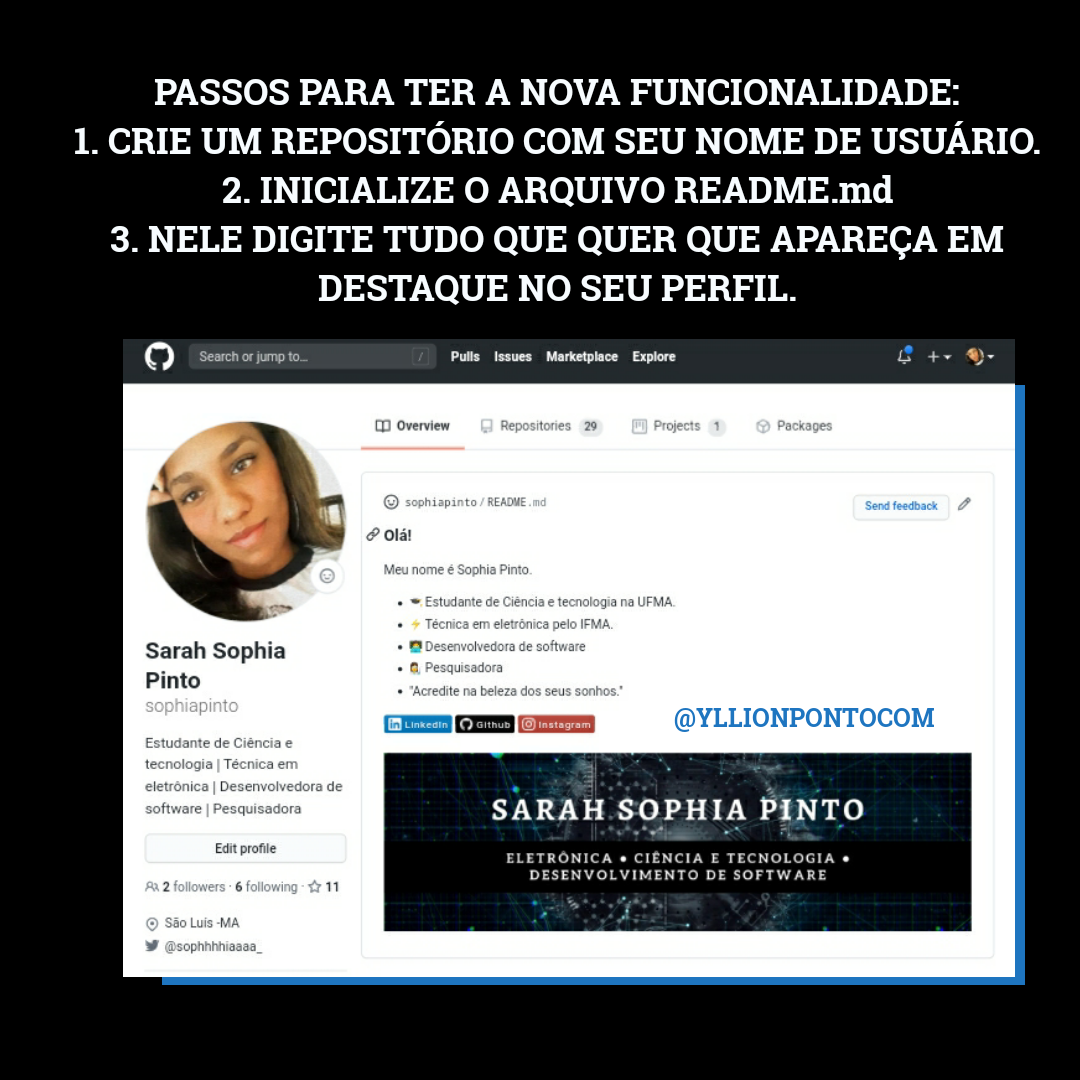 PASSOS PARA TER A NOVA FUNCIONALIDADE:
1. CRIE UM REPOSITÓRIO COM SEU NOME DE USUÁRIO.
2. INICIALIZE O ARQUIVO README.md
3. NELE DIGITE TUDO QUE QUER QUE APAREÇA EM
DESTAQUE NO SEU PERFIL.
Search or jump to... /
Pulls Issues Marketplace Explore
Overview Repositories 29 Projects 1 Packages
sophiapinto / README.md
Send feedback
Olá!
Meu nome é Sophia Pinto.
• 🎓 Estudante de Ciência e tecnologia na UFMA.
• ⚡ Técnica em eletrônica pelo IFMA.
• 👩‍💻 Desenvolvedora de software
• 👩‍🔬 Pesquisadora
• "Acredite na beleza dos seus sonhos."
LinkedIn Github Instagram
@YLLIONPONTOCOM
SARAH SOPHIA PINTO
ELETRÔNICA • CIÊNCIA E TECNOLOGIA •
DESENVOLVIMENTO DE SOFTWARE
Sarah Sophia
Pinto
sophiapinto
Estudante de Ciência e
tecnologia | Técnica em
eletrônica | Desenvolvedora de
software | Pesquisadora
Edit profile
2 followers · 6 following · 11
São Luís -MA
@sophhhhiaaaa_